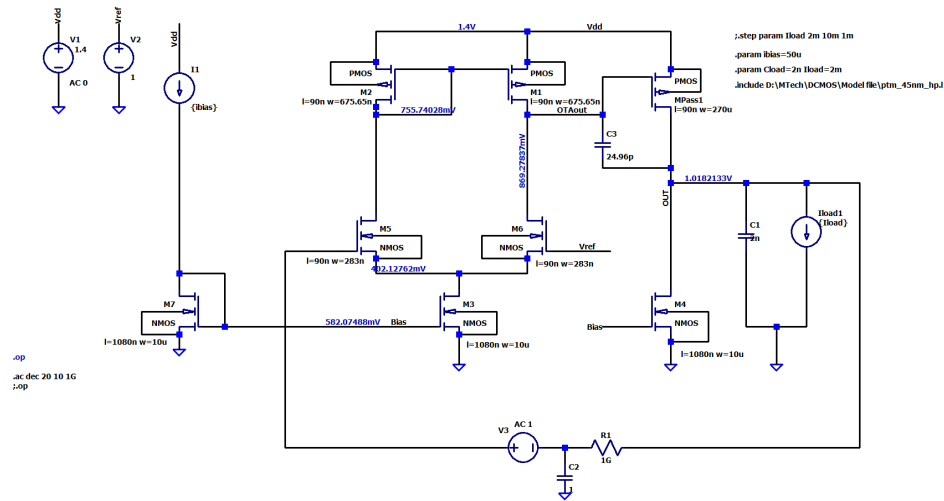 Vdd
V1
1.4
AC 0
Vref
V2
1
Vdd
I1
{ibias}
1.4V
Vdd
PMOS
M2
l=90n w=675.65n
755.74028mV
PMOS
M1
l=90n w=675.65n
OTAout
PMOS
MPass1
l=90n w=270u
C3
24.96p
869.27837mV
;.step param Iload 2m 10m 1m
.param ibias=50u
.param Cload=2n Iload=2m
.include D:\MTech\DCMOS\Model file\ptm_45nm_hp.l
1.0182133V
OUT
M5
NMOS
l=90n w=283n
402.12762mV
M6
NMOS
l=90n w=283n
Vref
C1
2n
Iload1
{Iload}
M7
NMOS
l=1080n w=10u
582.07488mV
Bias
M3
NMOS
l=1080n w=10u
Bias
M4
NMOS
l=1080n w=10u
.op
.ac dec 20 10 1G
;.op
V3
AC 1
R1
1G
C2
1